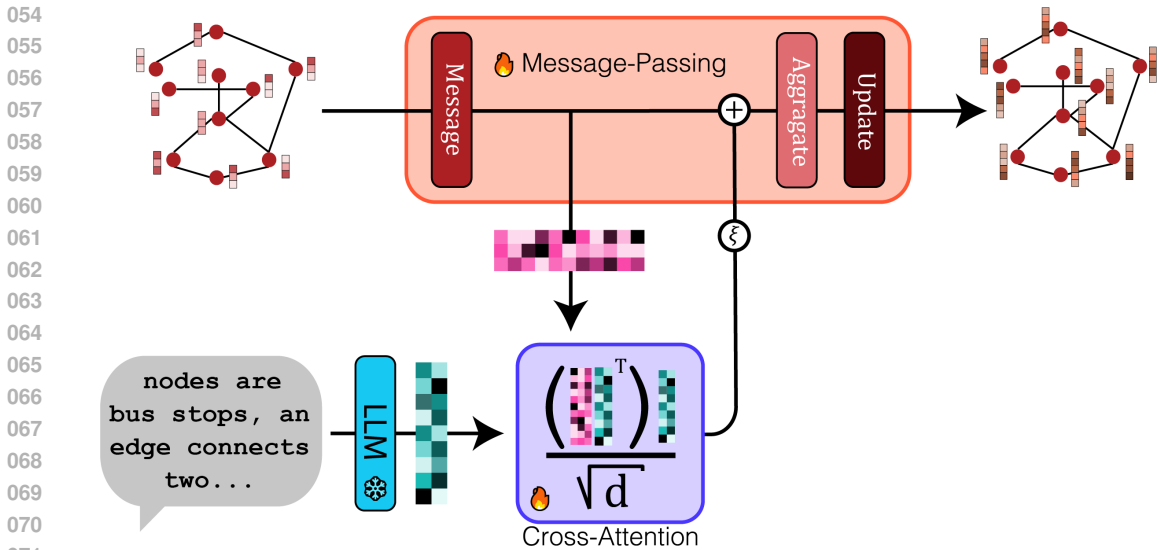 054
055
056
057
058
059
060
061
062
063
064
065
066
067
068
069
070
Message
Message-Passing
+
Aggragate
Update
ξ
nodes are
bus stops, an
edge connects
two...
LLM
( T )
√d
Cross-Attention